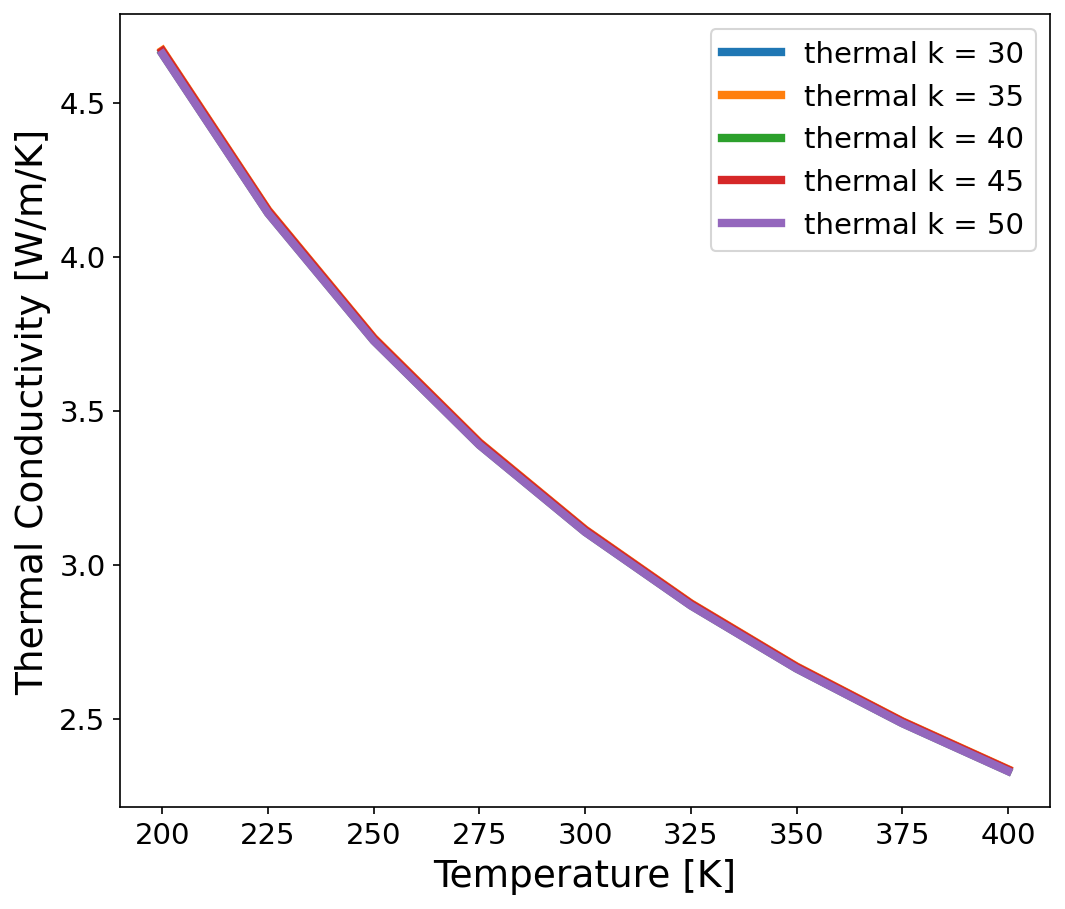 thermal k = 30
thermal k = 35
thermal k = 40
thermal k = 45
thermal k = 50
Thermal Conductivity [W/m/K]
4.5
4.0
3.5
3.0
2.5
200 225 250 275 300 325 350 375 400
Temperature [K]